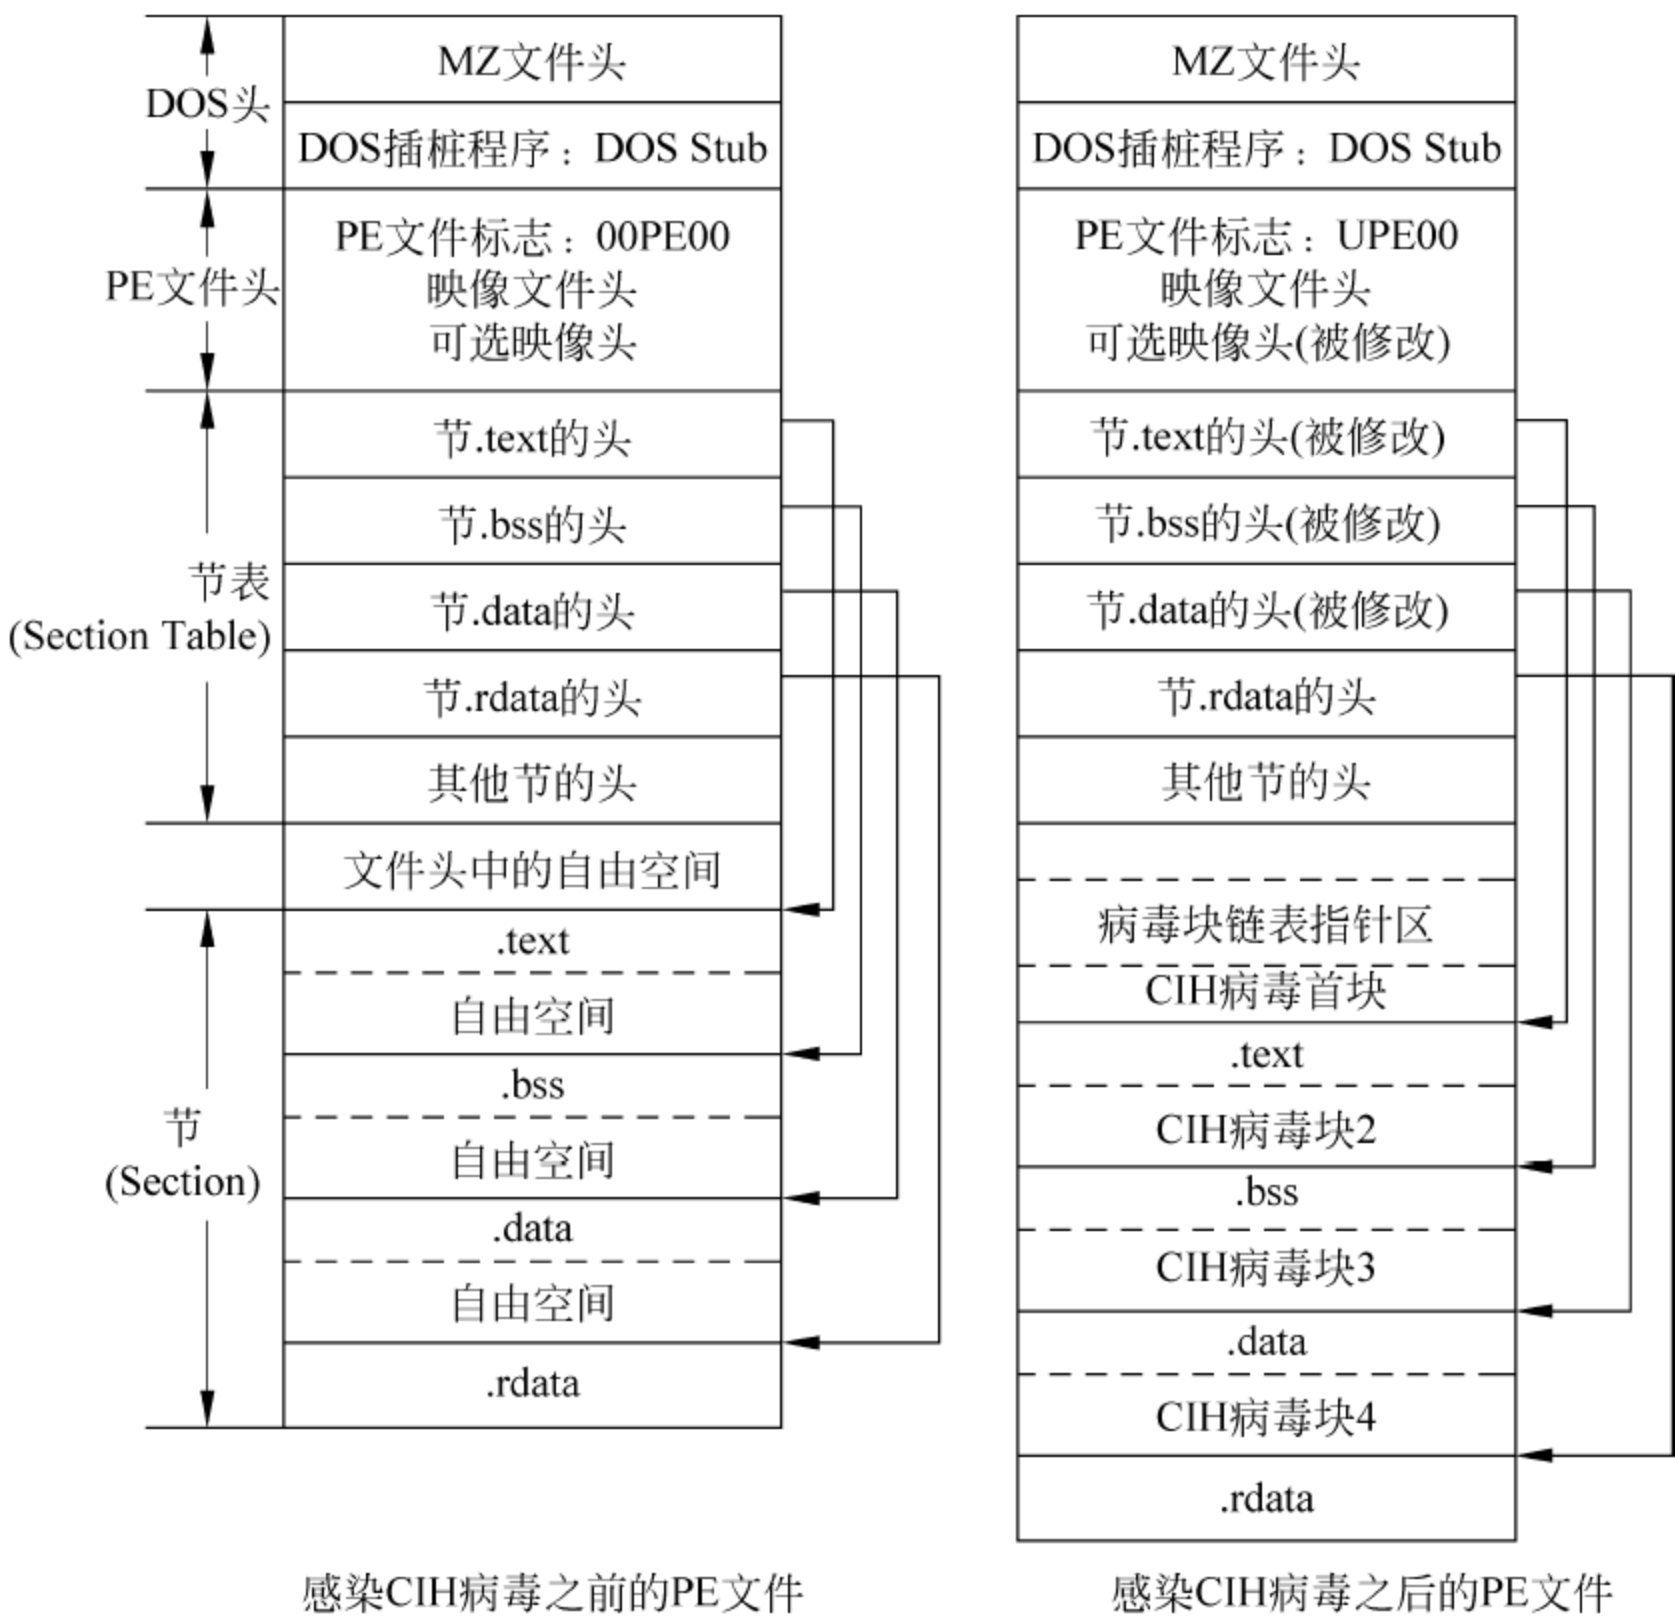 DOS头
PE文件头
节表
(Section Table)
节
(Section)
MZ文件头
DOS插桩程序：DOS Stub
PE文件标志：00PE00
映像文件头
可选映像头
节.text的头
节.bss的头
节.data的头
节.rdata的头
其他节的头
文件头中的自由空间
.text
自由空间
.bss
自由空间
.data
自由空间
.rdata
感染CIH病毒之前的PE文件
MZ文件头
DOS插桩程序：DOS Stub
PE文件标志：UPE00
映像文件头
可选映像头(被修改)
节.text的头(被修改)
节.bss的头(被修改)
节.data的头(被修改)
节.rdata的头
其他节的头
病毒块链表指针区
CIH病毒首块
.text
CIH病毒块2
.bss
CIH病毒块3
.data
CIH病毒块4
.rdata
感染CIH病毒之后的PE文件